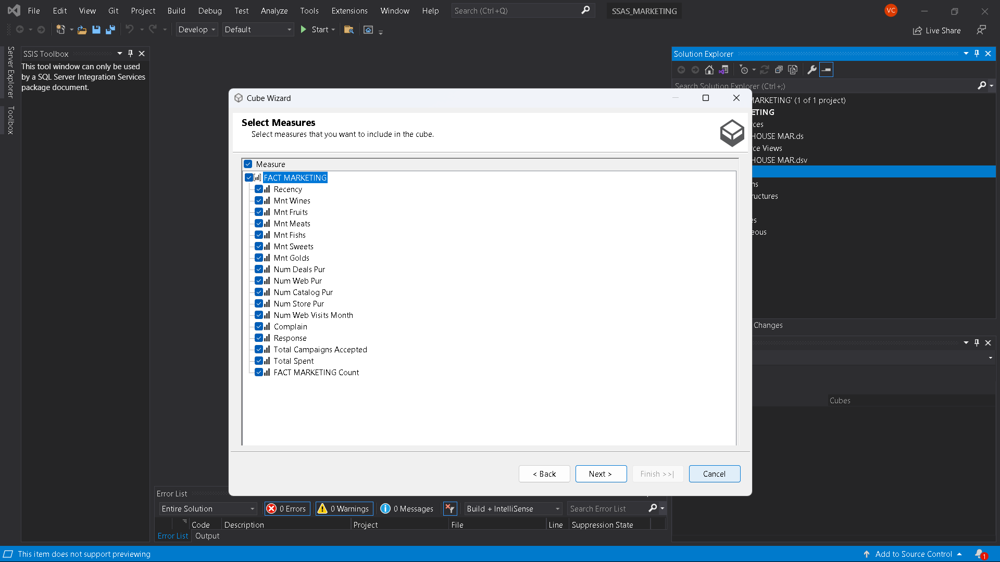 File Edit View Git Project Build Debug Test Analyze Tools Extensions Window Help Search (Ctrl+Q) SSAS_MARKETING VC
Develop Default Start Live Share
Server Explorer
Toolbox
SSIS Toolbox
This tool window can only be used
by a SQL Server Integration Services
package document.
Solution Explorer
Search Solution Explorer (Ctrl+;)
MARKETING' (1 of 1 project)
ETING
ces
HOUSE MAR.ds
ce Views
HOUSE MAR.dsv
ns
uctures
es
eous
Changes
Cubes
Cube Wizard
Select Measures
Select measures that you want to include in the cube.
Measure
FACT MARKETING
Recency
Mnt Wines
Mnt Fruits
Mnt Meats
Mnt Fishs
Mnt Sweets
Mnt Golds
Num Deals Pur
Num Web Pur
Num Catalog Pur
Num Store Pur
Num Web Visits Month
Complain
Response
Total Campaigns Accepted
Total Spent
FACT MARKETING Count
< Back Next > Finish >>| Cancel
Error List
Entire Solution 0 Errors 0 Warnings 0 Messages Build + IntelliSense Search Error List
Code Description Project File Line Suppression State
Error List Output
This item does not support previewing Add to Source Control 1